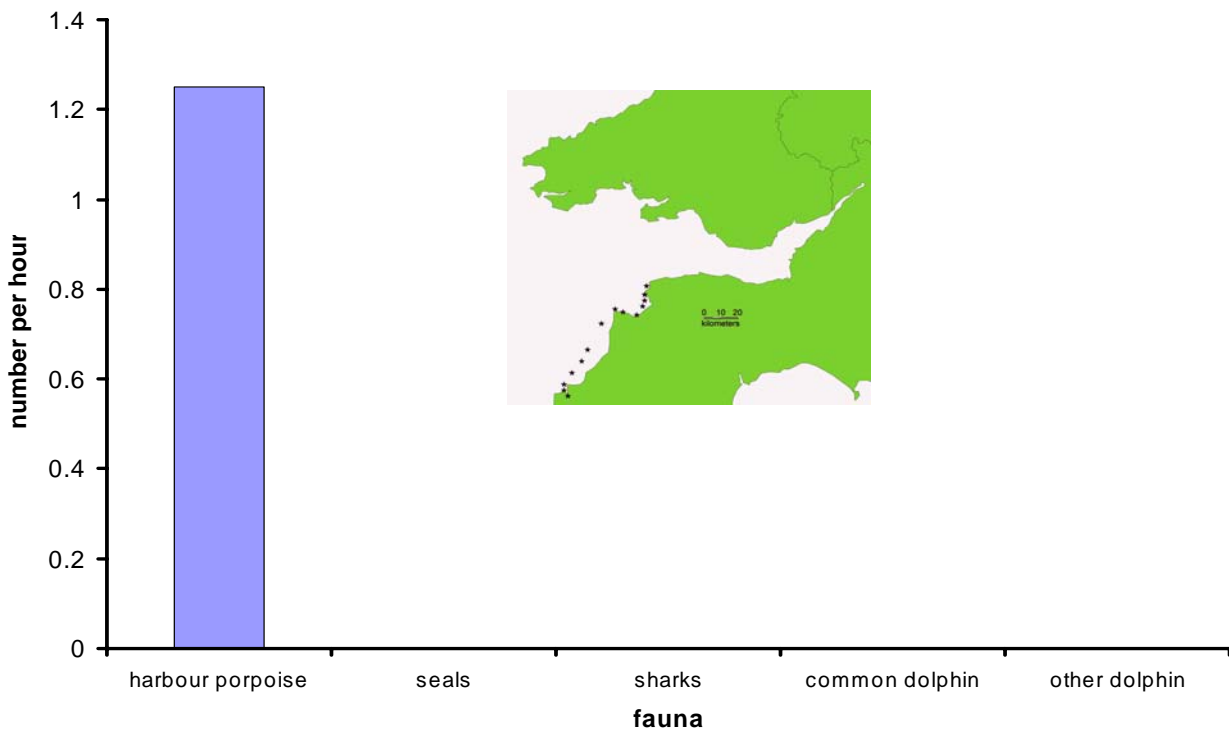 1.4
1.2
1
0.8
0.6
0.4
0.2
0
number per hour
0 10 20
kilometers
harbour porpoise seals sharks common dolphin other dolphin
fauna